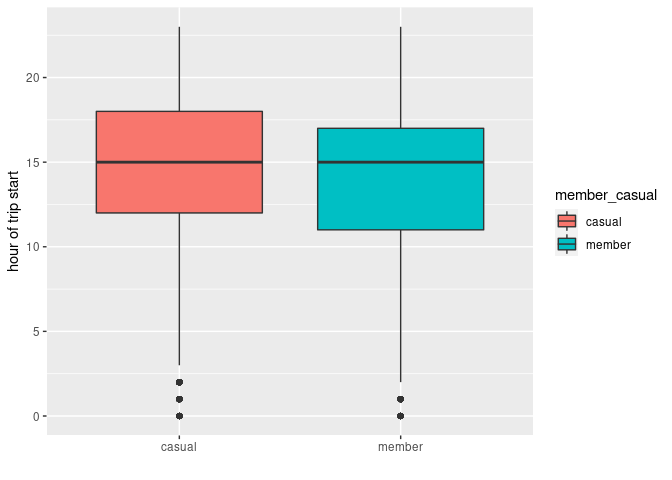 20
15
10
5
0
hour of trip start
casual
member
member_casual
casual
member